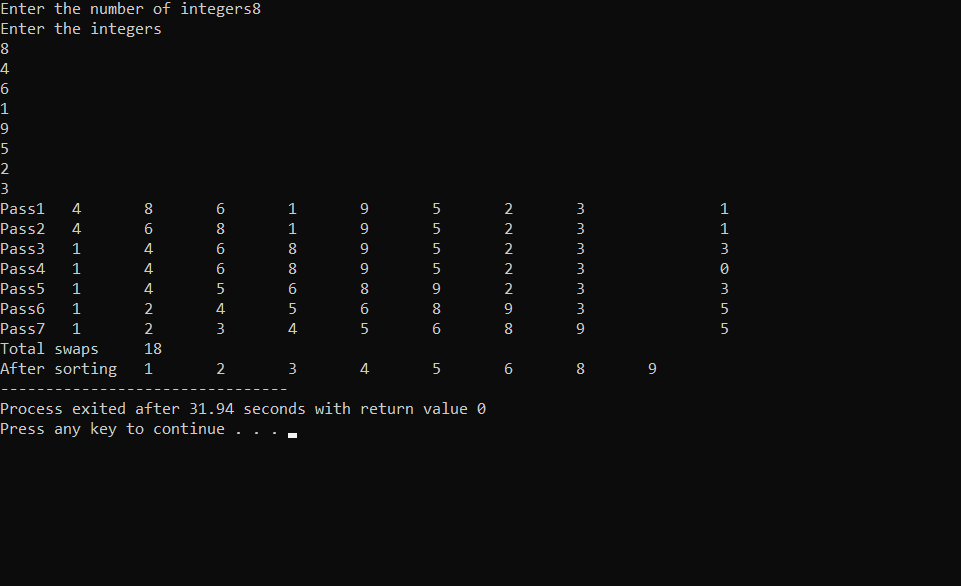 Enter the number of integers8
Enter the integers
8
4
6
1
9
5
2
3
Pass1   4       8       6       1       9       5       2       3               1
Pass2   4       6       8       1       9       5       2       3               1
Pass3   1       4       6       8       9       5       2       3               3
Pass4   1       4       6       8       9       5       2       3               0
Pass5   1       4       5       6       8       9       2       3               3
Pass6   1       2       4       5       6       8       9       3               5
Pass7   1       2       3       4       5       6       8       9               5
Total swaps     18
After sorting   1       2       3       4       5       6       8       9
--------------------------------
Process exited after 31.94 seconds with return value 0
Press any key to continue . . .